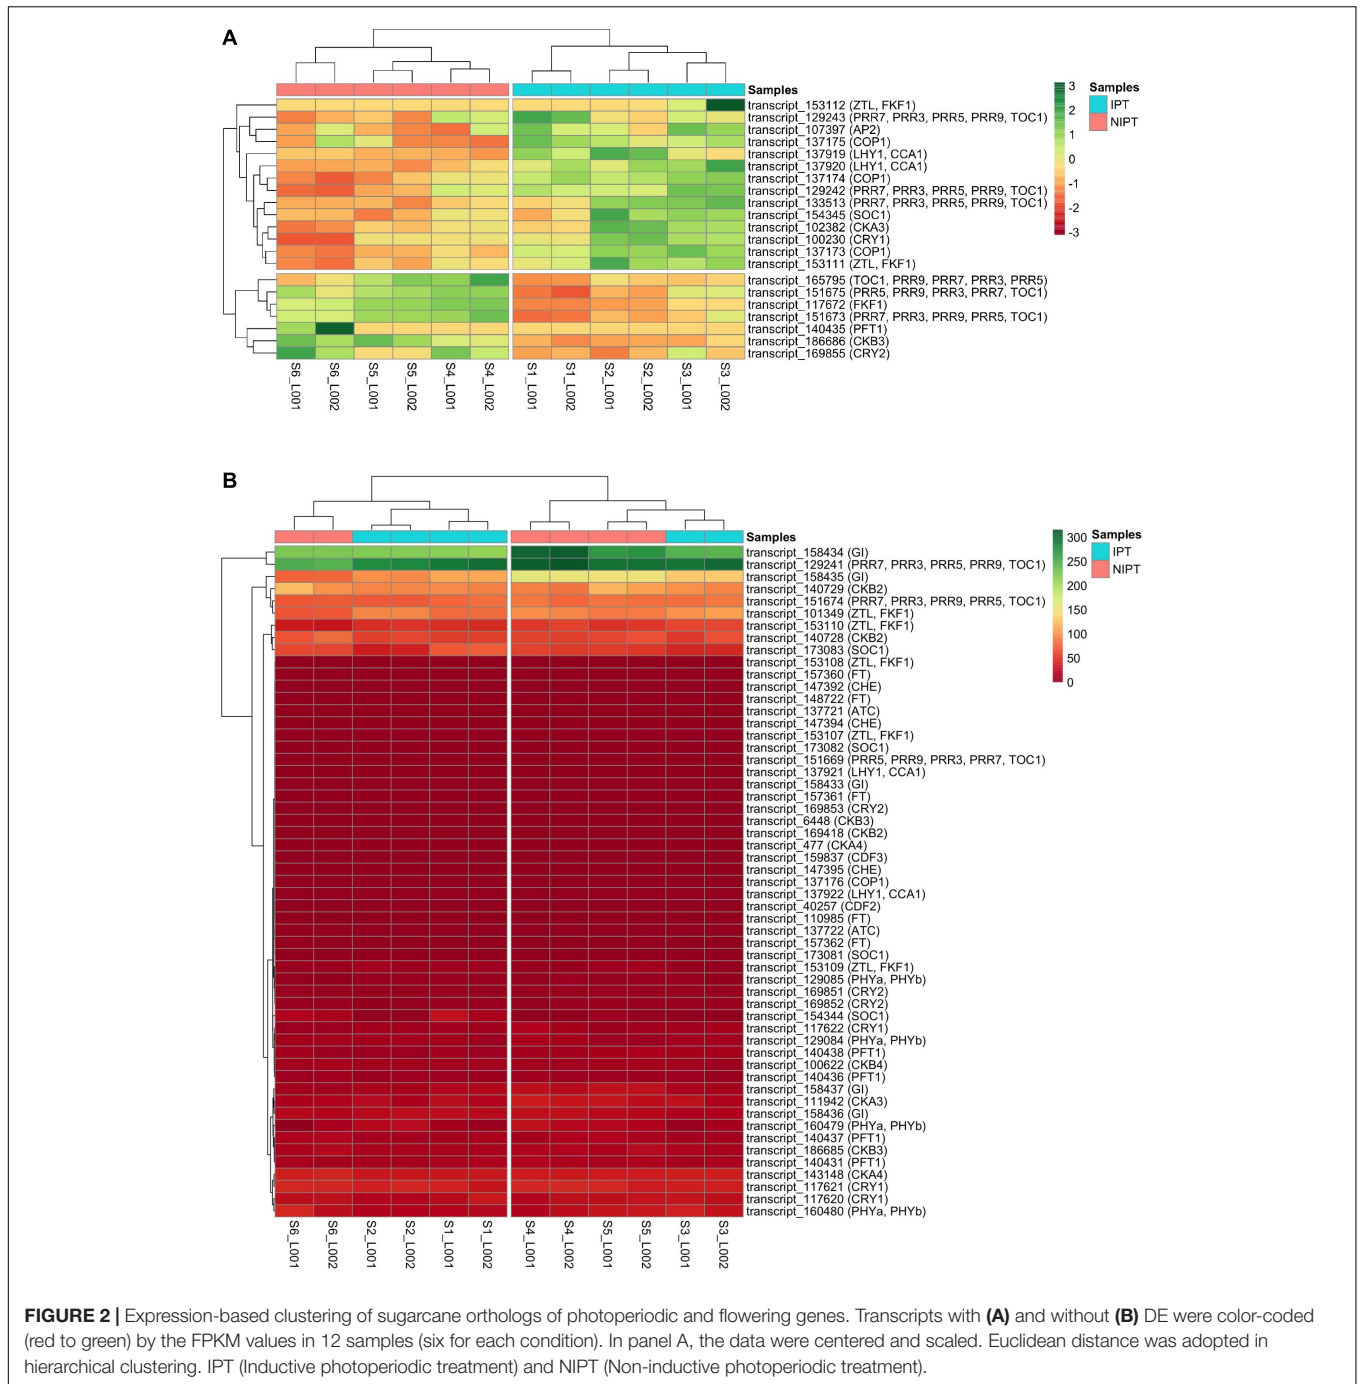 A
Samples
transcript_153112 (ZTL, FKF1)
transcript_129243 (PRR7, PRR3, PRR5, PRR9, TOC1)
transcript_107397 (AP2)
transcript_137175 (COP1)
transcript_137919 (LHY1, CCA1)
transcript_137920 (LHY1, CCA1)
transcript_137174 (COP1)
transcript_129242 (PRR7, PRR3, PRR5, PRR9, TOC1)
transcript_133513 (PRR7, PRR3, PRR5, PRR9, TOC1)
transcript_154345 (SOC1)
transcript_102382 (CKA3)
transcript_100230 (CRY1)
transcript_137173 (COP1)
transcript_153111 (ZTL, FKF1)
transcript_165795 (TOC1, PRR9, PRR7, PRR3, PRR5)
transcript_151675 (PRR5, PRR9, PRR3, PRR7, TOC1)
transcript_117672 (FKF1)
transcript_151673 (PRR7, PRR3, PRR9, PRR5, TOC1)
transcript_140435 (PFT1)
transcript_186686 (CKB3)
transcript_169855 (CRY2)
3
2
1
0
-1
-2
-3
Samples
IPT
NIPT
S6_L001
S6_L002
S5_L001
S5_L002
S4_L001
S4_L002
S1_L001
S1_L002
S2_L001
S2_L002
S3_L001
S3_L002
B
Samples
transcript_158434 (GI)
transcript_129241 (PRR7, PRR3, PRR5, PRR9, TOC1)
transcript_158435 (GI)
transcript_140729 (CKB2)
transcript_151674 (PRR7, PRR3, PRR9, PRR5, TOC1)
transcript_101349 (ZTL, FKF1)
transcript_153110 (ZTL, FKF1)
transcript_140728 (CKB2)
transcript_173083 (SOC1)
transcript_153108 (ZTL, FKF1)
transcript_157360 (FT)
transcript_147392 (CHE)
transcript_148722 (FT)
transcript_137721 (ATC)
transcript_147394 (CHE)
transcript_153107 (ZTL, FKF1)
transcript_173082 (SOC1)
transcript_151669 (PRR5, PRR9, PRR3, PRR7, TOC1)
transcript_137921 (LHY1, CCA1)
transcript_158433 (GI)
transcript_157361 (FT)
transcript_169853 (CRY2)
transcript_6448 (CKB3)
transcript_169418 (CKB2)
transcript_477 (CKA4)
transcript_159837 (CDF3)
transcript_147395 (CHE)
transcript_137176 (COP1)
transcript_137922 (LHY1, CCA1)
transcript_40257 (CDF2)
transcript_110985 (FT)
transcript_137722 (ATC)
transcript_157362 (FT)
transcript_173081 (SOC1)
transcript_153109 (ZTL, FKF1)
transcript_129085 (PHYa, PHYb)
transcript_169851 (CRY2)
transcript_169852 (CRY2)
transcript_154344 (SOC1)
transcript_117622 (CRY1)
transcript_129084 (PHYa, PHYb)
transcript_140438 (PFT1)
transcript_100622 (CKB4)
transcript_140436 (PFT1)
transcript_158437 (GI)
transcript_111942 (CKA3)
transcript_158436 (GI)
transcript_160479 (PHYa, PHYb)
transcript_140437 (PFT1)
transcript_186685 (CKB3)
transcript_140431 (PFT1)
transcript_143148 (CKA4)
transcript_117621 (CRY1)
transcript_117620 (CRY1)
transcript_160480 (PHYa, PHYb)
300
250
200
150
100
50
0
Samples
IPT
NIPT
S6_L001
S6_L002
S2_L001
S2_L002
S1_L001
S1_L002
S4_L001
S4_L002
S5_L001
S5_L002
S3_L001
S3_L002
FIGURE 2 | Expression-based clustering of sugarcane orthologs of photoperiodic and flowering genes. Transcripts with (A) and without (B) DE were color-coded
(red to green) by the FPKM values in 12 samples (six for each condition). In panel A, the data were centered and scaled. Euclidean distance was adopted in
hierarchical clustering. IPT (Inductive photoperiodic treatment) and NIPT (Non-inductive photoperiodic treatment).